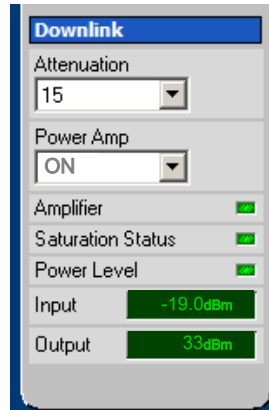 Downlink
Attenuation
15
Power Amp
ON
Amplifier
Saturation Status
Power Level
Input -19.0dBm
Output 33dBm